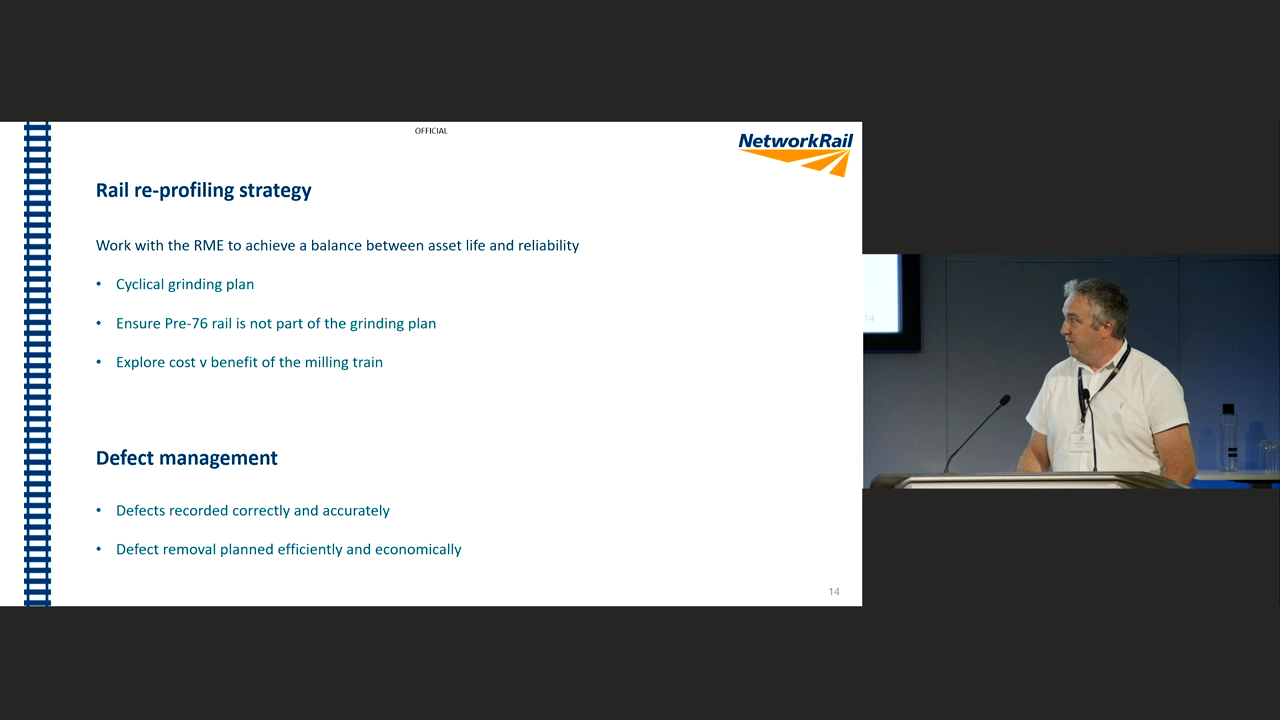 OFFICIAL
NetworkRail
Rail re-profiling strategy
Work with the RME to achieve a balance between asset life and reliability
• Cyclical grinding plan
• Ensure Pre-76 rail is not part of the grinding plan
• Explore cost v benefit of the milling train
Defect management
• Defects recorded correctly and accurately
• Defect removal planned efficiently and economically
14
14